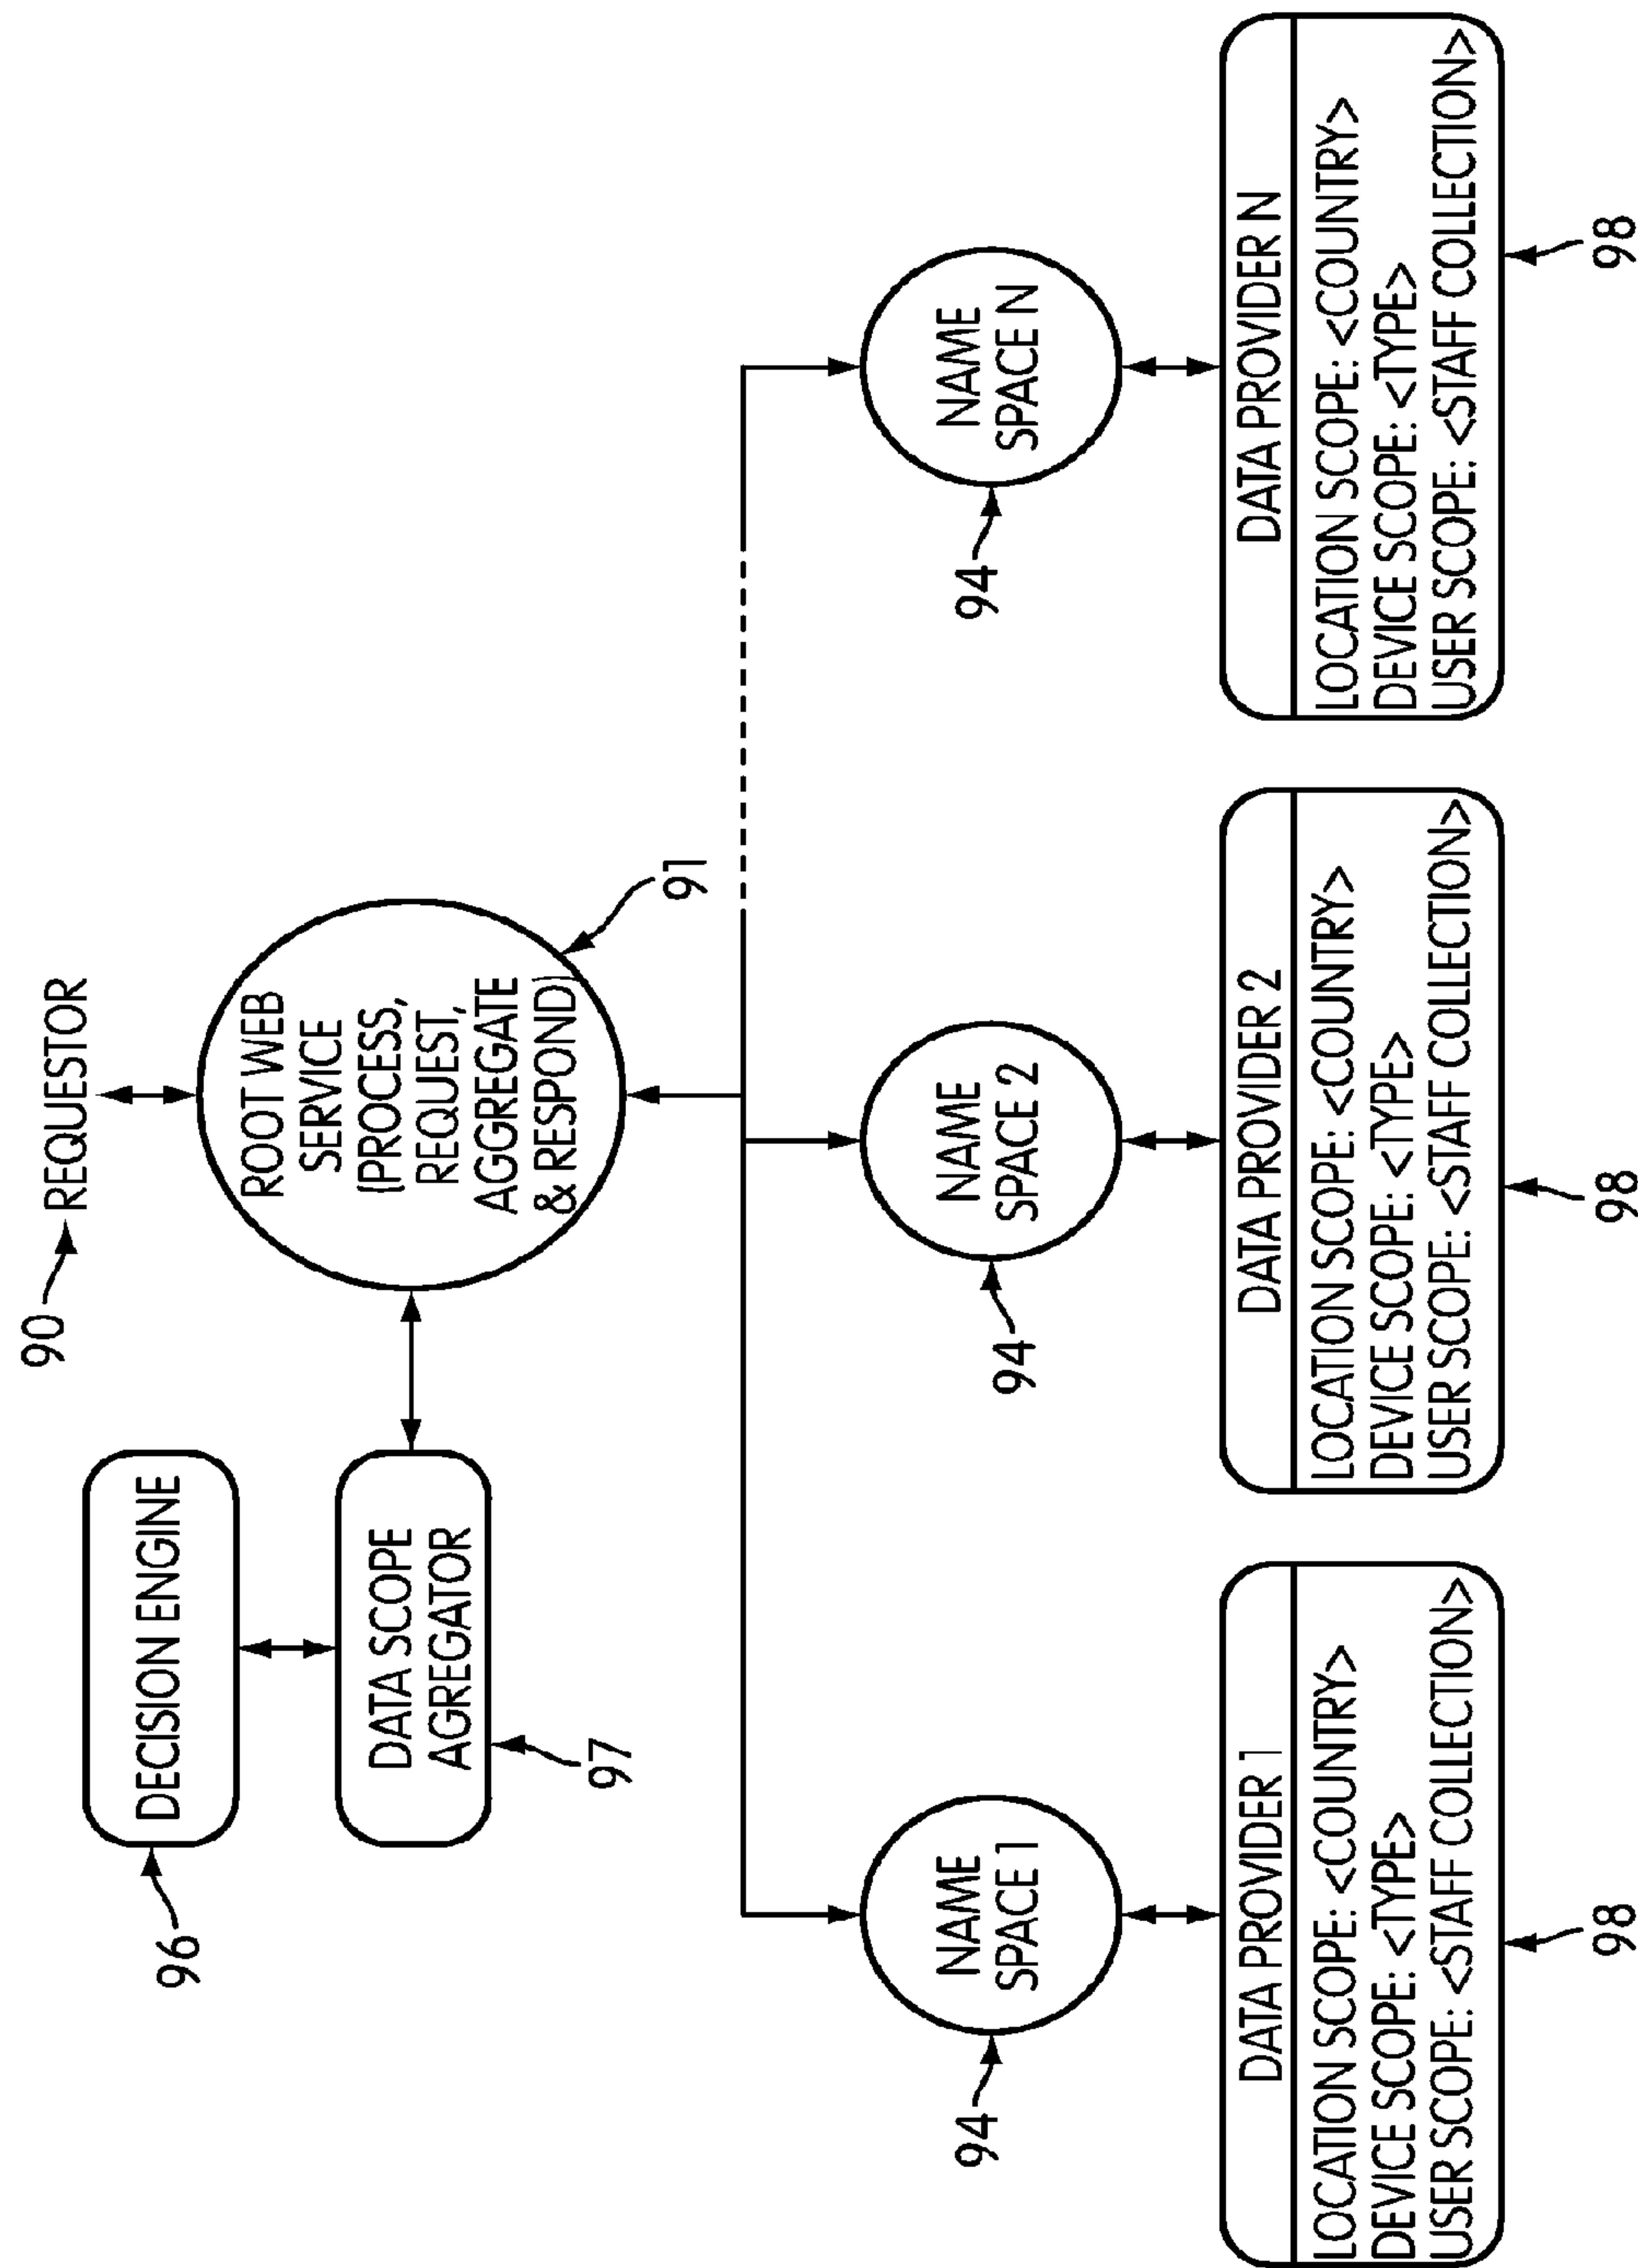 90
REQUESTOR
DECISION ENGINE
96
DATA SCOPE
AGREGATOR
97
ROOT WEB
SERVICE
(PROCESS,
REQUEST,
AGGREGATE
& RESPOND)
91
NAME
SPACE 1
94
NAME
SPACE 2
94
NAME
SPACE N
94
DATA PROVIDER 1
LOCATION SCOPE: <COUNTRY>
DEVICE SCOPE: <TYPE>
USER SCOPE: <STAFF COLLECTION>
98
DATA PROVIDER 2
LOCATION SCOPE: <COUNTRY>
DEVICE SCOPE: <TYPE>
USER SCOPE: <STAFF COLLECTION>
98
DATA PROVIDER N
LOCATION SCOPE: <COUNTRY>
DEVICE SCOPE: <TYPE>
USER SCOPE: <STAFF COLLECTION>
98